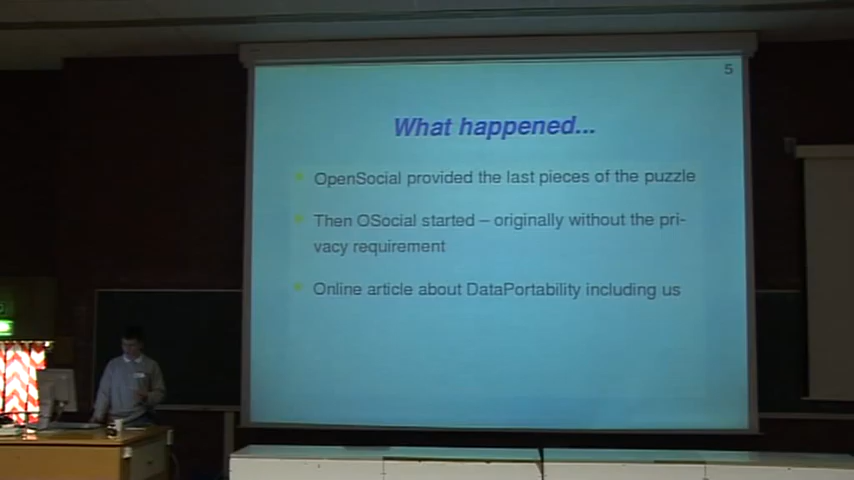 5
What happened...
OpenSocial provided the last pieces of the puzzle
Then OSocial started – originally without the pri-
vacy requirement
Online article about DataPortability including us